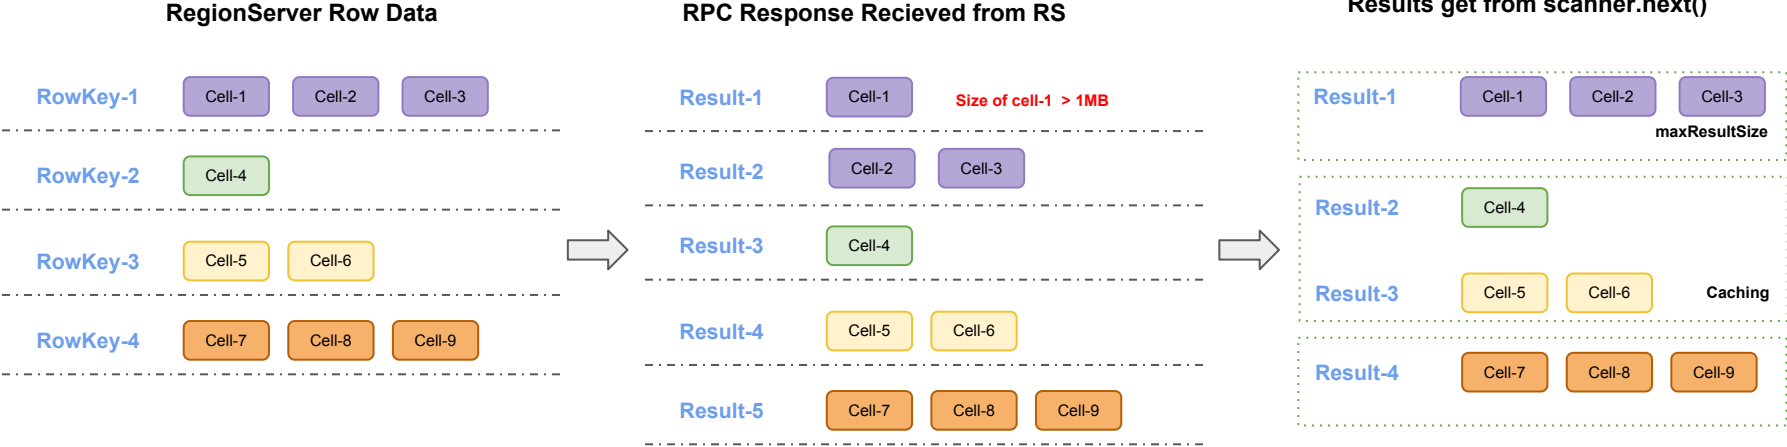 RegionServer Row Data
RowKey-1 Cell-1 Cell-2 Cell-3
RowKey-2 Cell-4
RowKey-3 Cell-5 Cell-6
RowKey-4 Cell-7 Cell-8 Cell-9
RPC Response Recieved from RS
Result-1 Cell-1 Size of cell-1 > 1MB
Result-2 Cell-2 Cell-3
Result-3 Cell-4
Result-4 Cell-5 Cell-6
Result-5 Cell-7 Cell-8 Cell-9
Results get from scanner.next()
Result-1 Cell-1 Cell-2 Cell-3
maxResultSize
Result-2 Cell-4
Result-3 Cell-5 Cell-6 Caching
Result-4 Cell-7 Cell-8 Cell-9